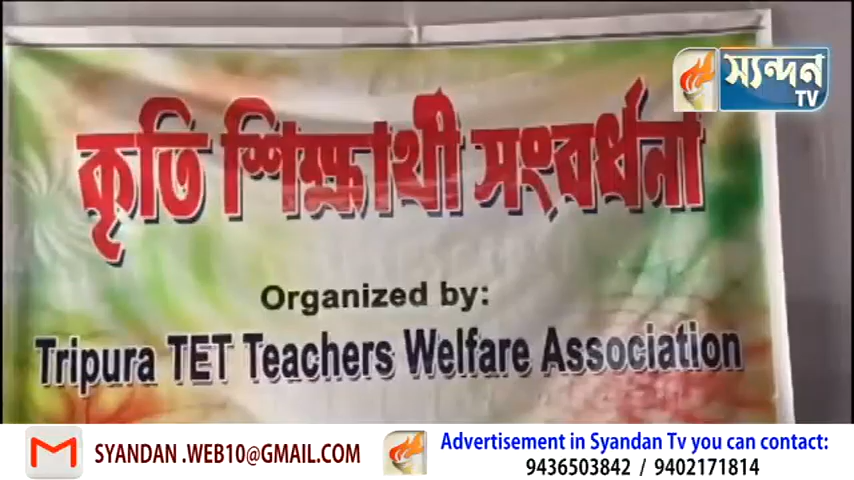 স্যন্দন
TV
কৃতি শিক্ষার্থী সংবর্ধনা
Organized by:
Tripura TET Teachers Welfare Association
SYANDAN .WEB10@GMAIL.COM
Advertisement in Syandan Tv you can contact:
9436503842 / 9402171814